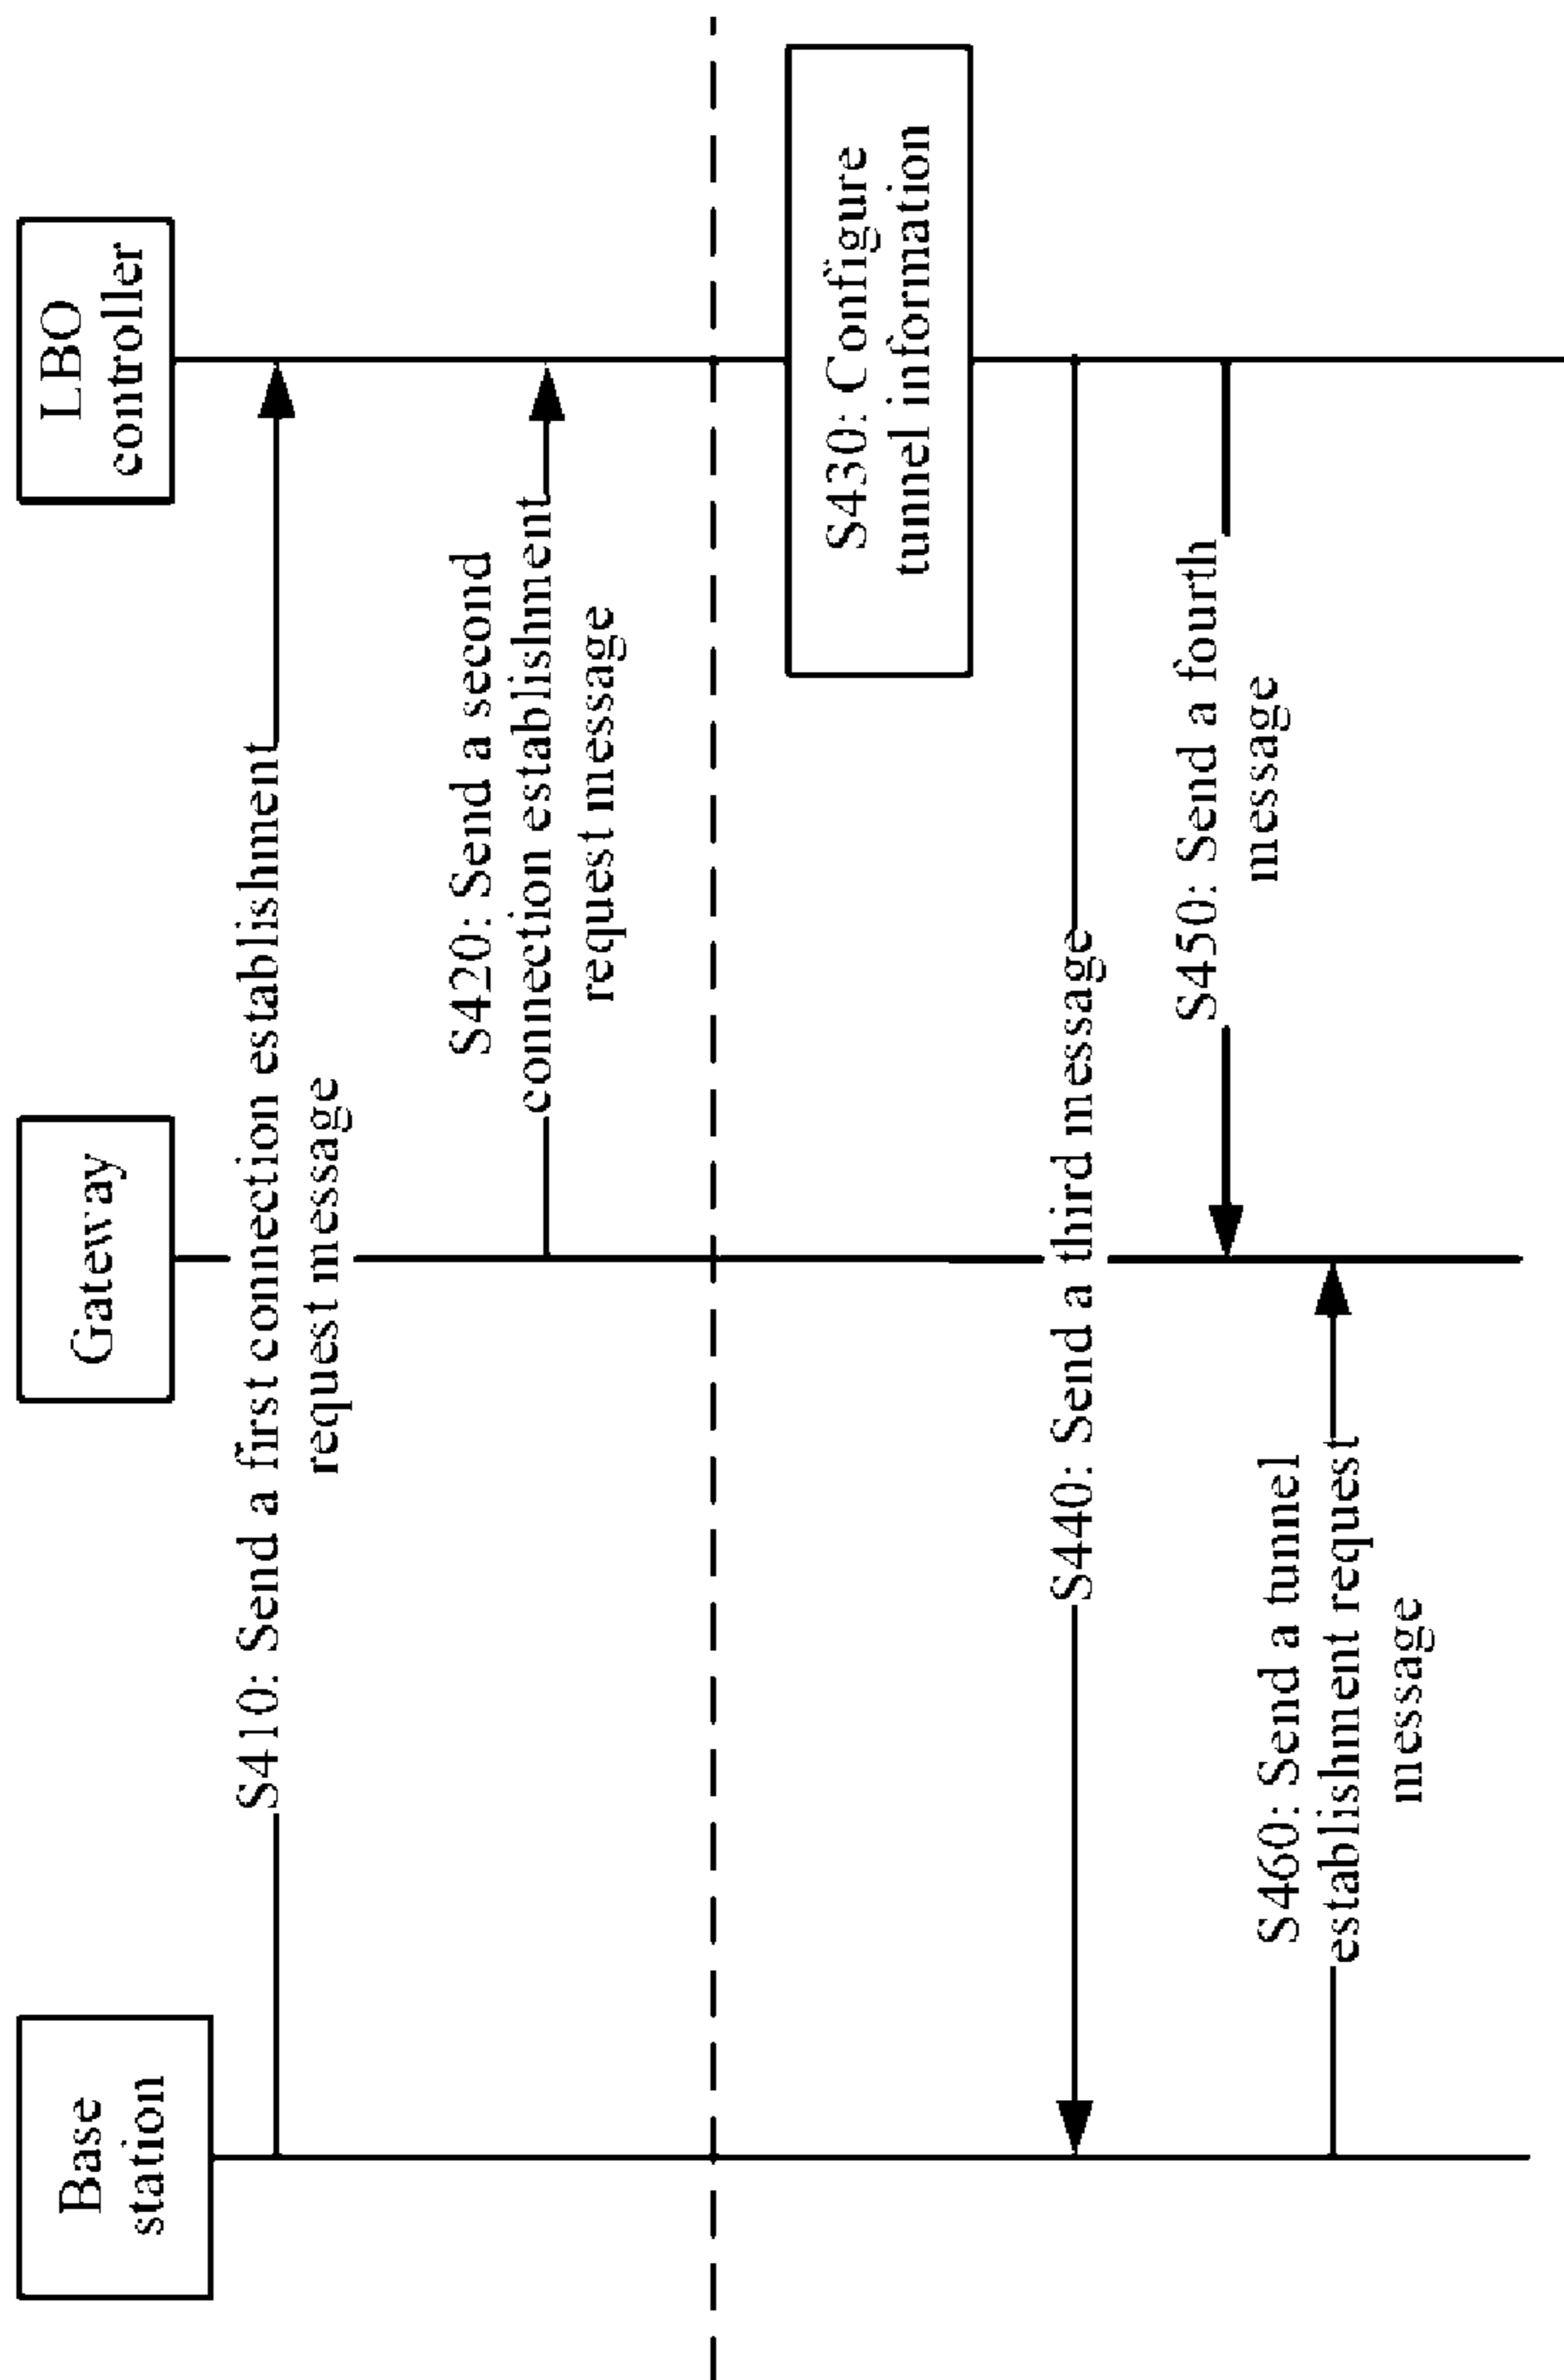 Base
station
Gateway
LBO
controller
S410: Send a first connection establishment
request message
S420: Send a second
connection establishment
request message
S430: Configure
tunnel information
S440: Send a third message
S450: Send a fourth
message
S460: Send a tunnel
establishment request
message